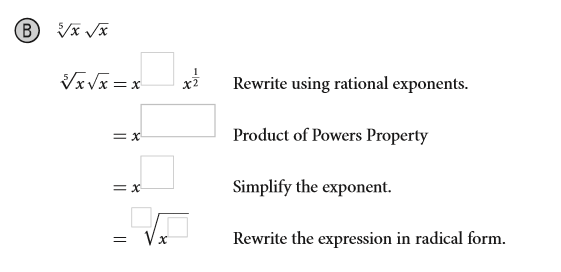 B ⁵√x √x
⁵√x√x = x□ x^(1/2) Rewrite using rational exponents.
= x□ Product of Powers Property
= x□ Simplify the exponent.
= □√x□ Rewrite the expression in radical form.